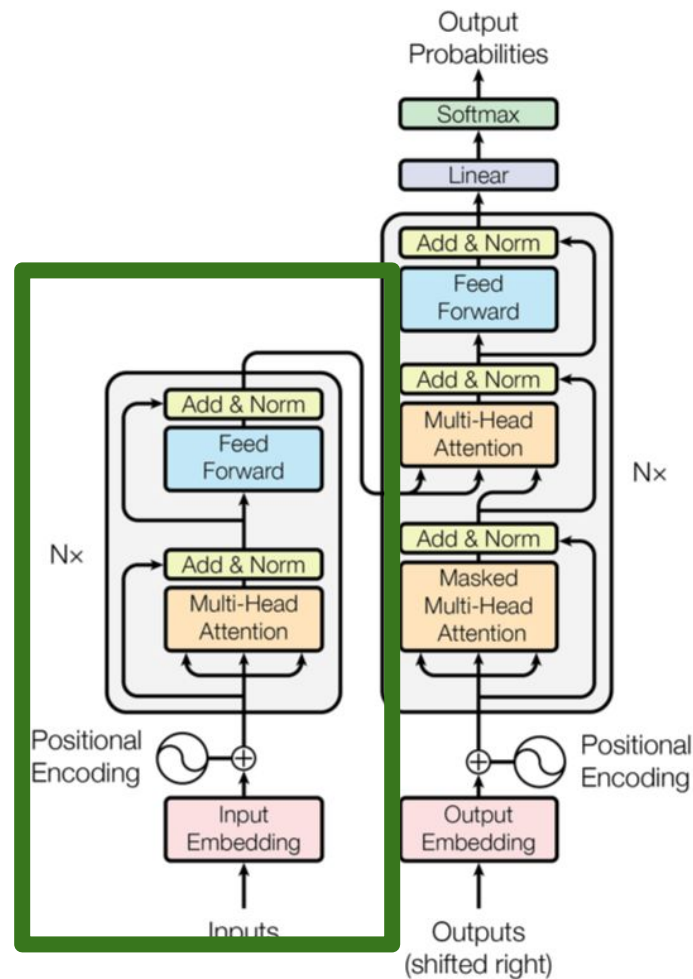 Output
Probabilities
Softmax
Linear
Add & Norm
Feed
Forward
Add & Norm
Multi-Head
Attention
Nx
Add & Norm
Masked
Multi-Head
Attention
Positional
Encoding
Output
Embedding
Outputs
(shifted right)
Add & Norm
Feed
Forward
Nx
Add & Norm
Multi-Head
Attention
Positional
Encoding
Input
Embedding
Inputs